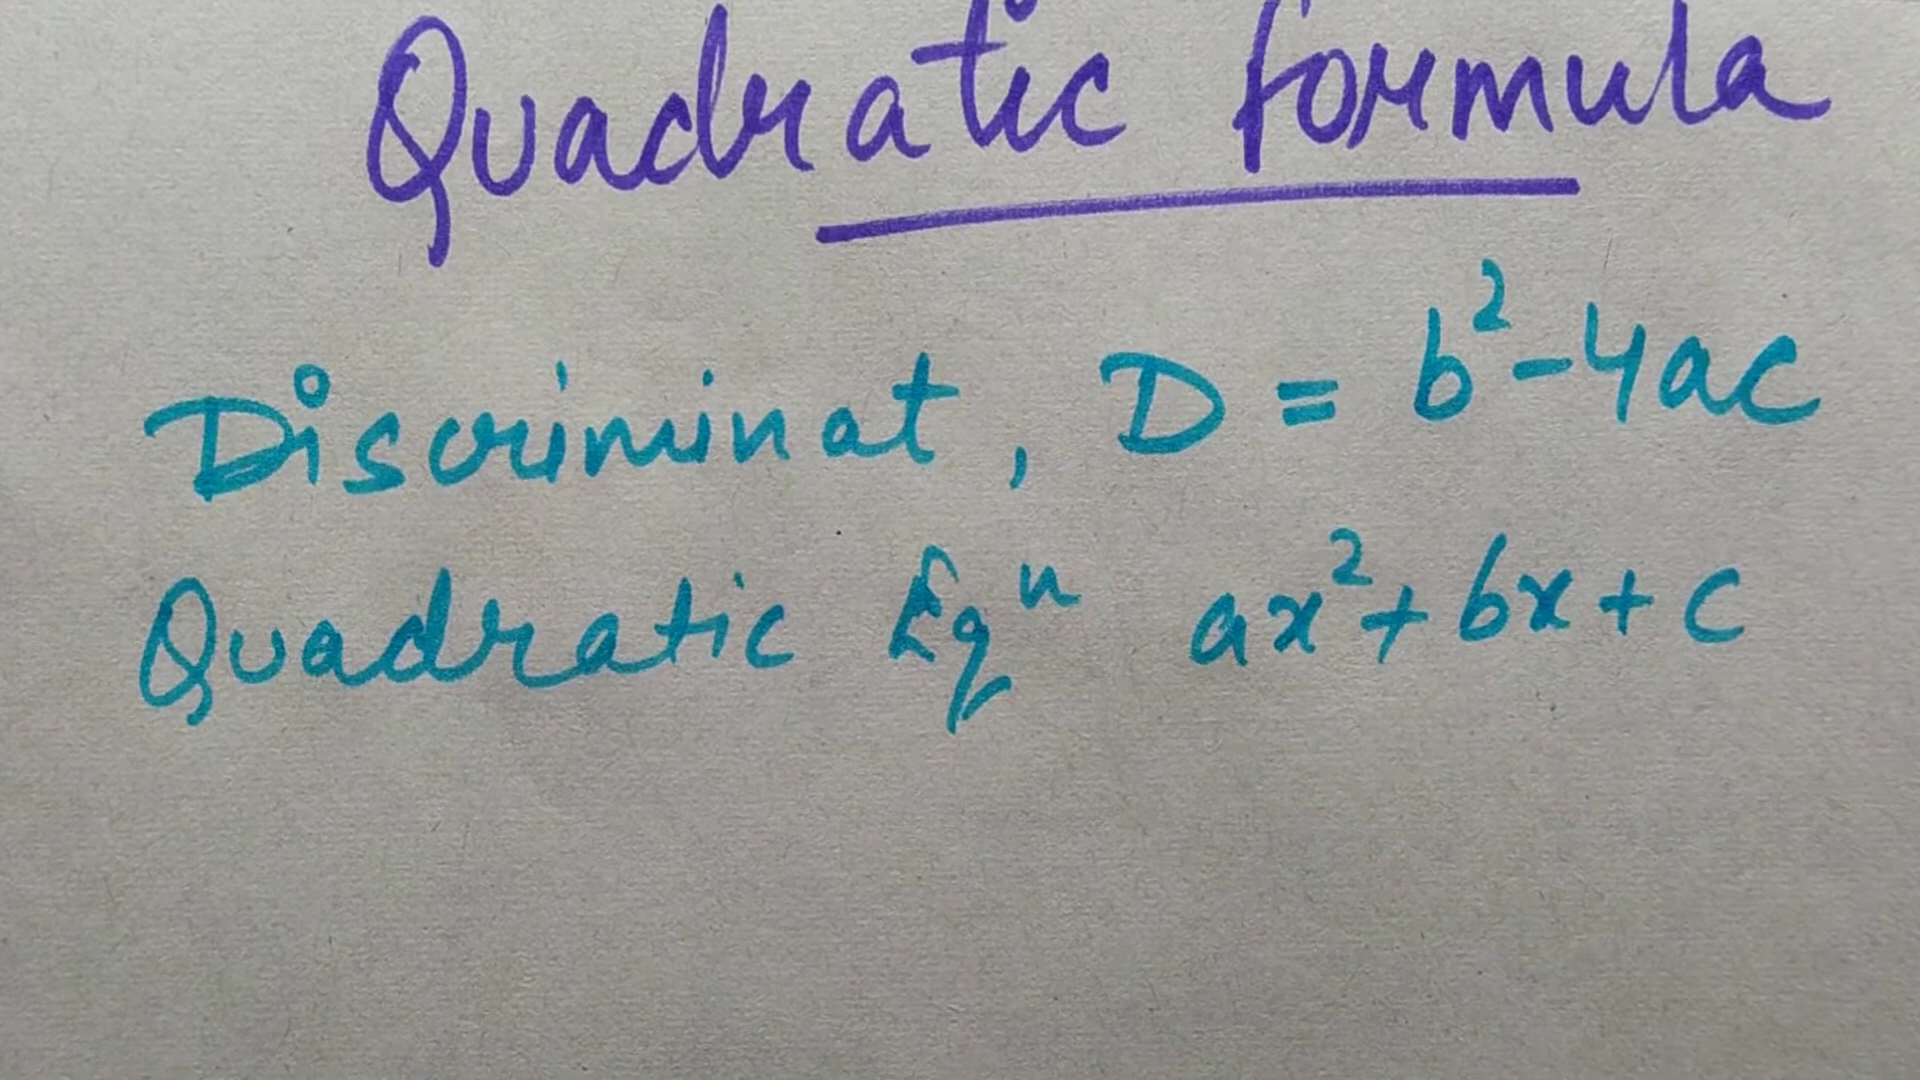 Quadratic formula
Discriminat, D = b²-4ac
Quadratic Eqⁿ ax²+bx+c